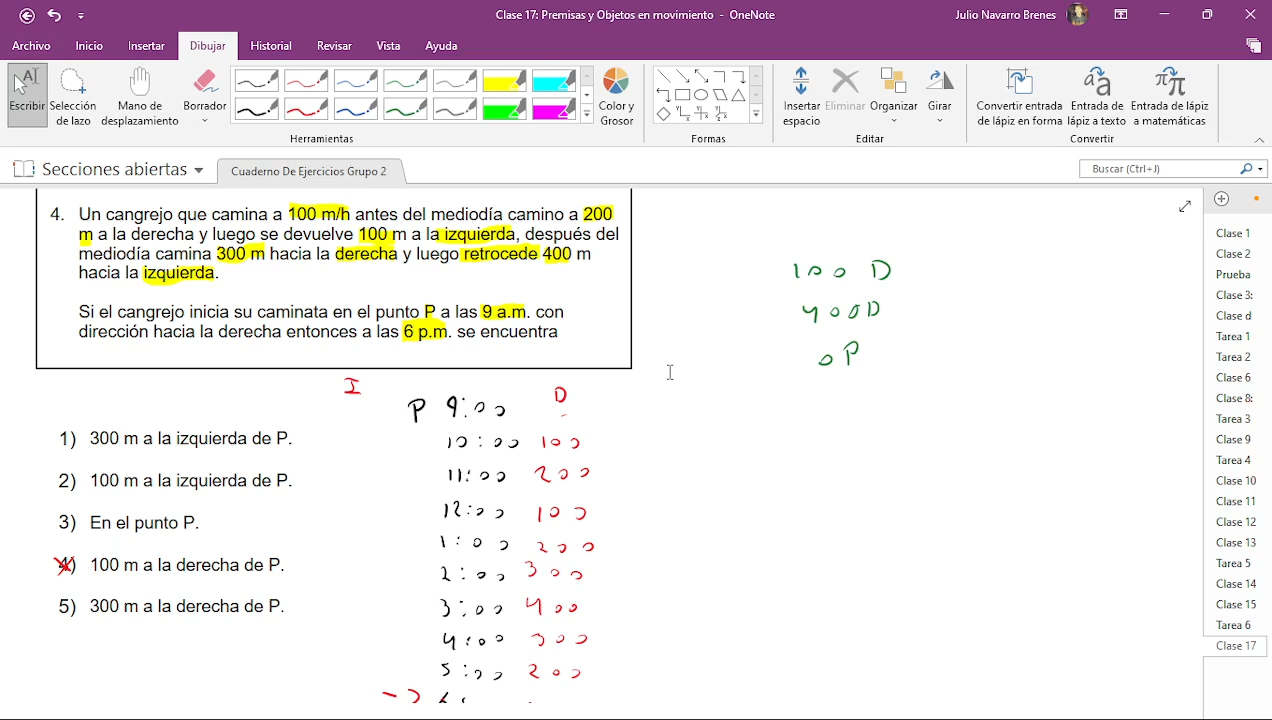 Clase 17: Premisas y Objetos en movimiento - OneNote
Julio Navarro Brenes
Archivo Inicio Insertar Dibujar Historial Revisar Vista Ayuda
Escribir
Selección de lazo
Mano de desplazamiento
Borrador
Color y Grosor
Insertar espacio
Eliminar
Organizar
Girar
Convertir entrada de lápiz en forma
Entrada de lápiz a texto
Entrada de lápiz a matemáticas
Herramientas
Formas
Editar
Convertir
Secciones abiertas
Cuaderno De Ejercicios Grupo 2
Buscar (Ctrl+J)
4. Un cangrejo que camina a 100 m/h antes del mediodía camino a 200
m a la derecha y luego se devuelve 100 m a la izquierda, después del
mediodía camina 300 m hacia la derecha y luego retrocede 400 m
hacia la izquierda.
Si el cangrejo inicia su caminata en el punto P a las 9 a.m. con
dirección hacia la derecha entonces a las 6 p.m. se encuentra
1) 300 m a la izquierda de P.
2) 100 m a la izquierda de P.
3) En el punto P.
4) 100 m a la derecha de P.
5) 300 m a la derecha de P.
I
D
P 9:00
10:00 100
11:00 200
12:00 100
1:00 200
2:00 300
3:00 400
4:00 300
5:00 200
100 D
400D
0P
Clase 1
Clase 2
Prueba
Clase 3:
Clase d
Tarea 1
Tarea 2
Clase 6
Clase 8:
Tarea 3
Clase 9
Tarea 4
Clase 10
Clase 11
Clase 12
Clase 13
Tarea 5
Clase 14
Clase 15
Tarea 6
Clase 17